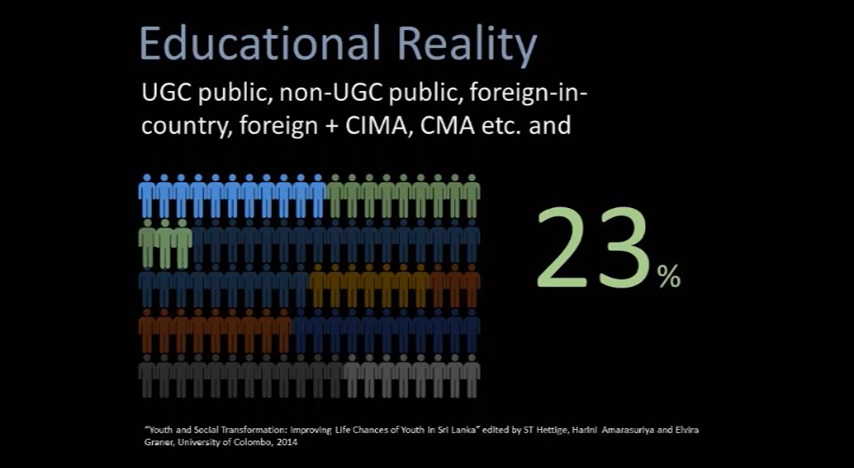 Educational Reality
UGC public, non-UGC public, foreign-in-
country, foreign + CIMA, CMA etc. and
23%
"Youth and Social Transformation: Improving Life Chances of Youth in Sri Lanka" edited by ST Hettige, Harini Amarasuriya and Elvira
Graner, University of Colombo, 2014